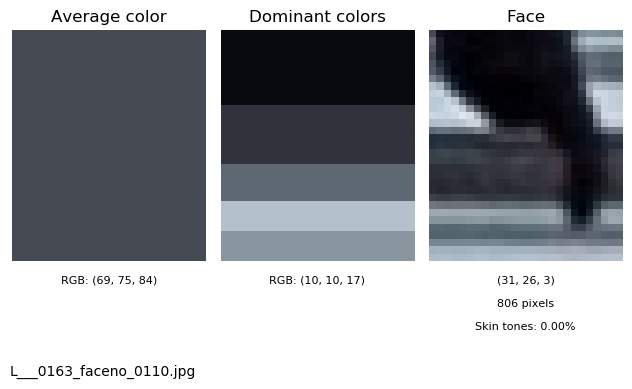 Average color
Dominant colors
Face
RGB: (69, 75, 84)
RGB: (10, 10, 17)
(31, 26, 3)
806 pixels
Skin tones: 0.00%
L___0163_faceno_0110.jpg